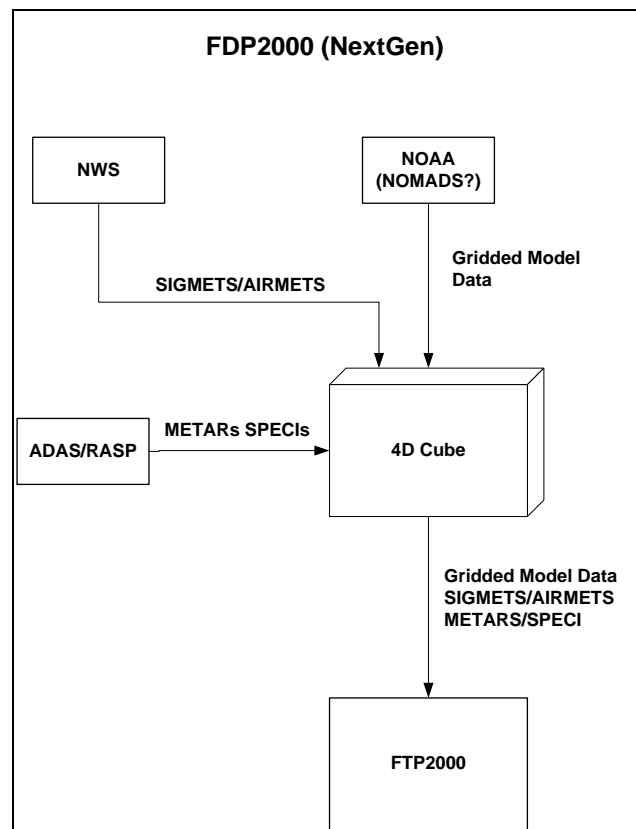 FDP2000 (NextGen)
NWS
NOAA
(NOMADS?)
Gridded Model
Data
SIGMETS/AIRMETS
METARs SPECIs
ADAS/RASP
4D Cube
Gridded Model Data
SIGMETS/AIRMETS
METARS/SPECI
FTP2000